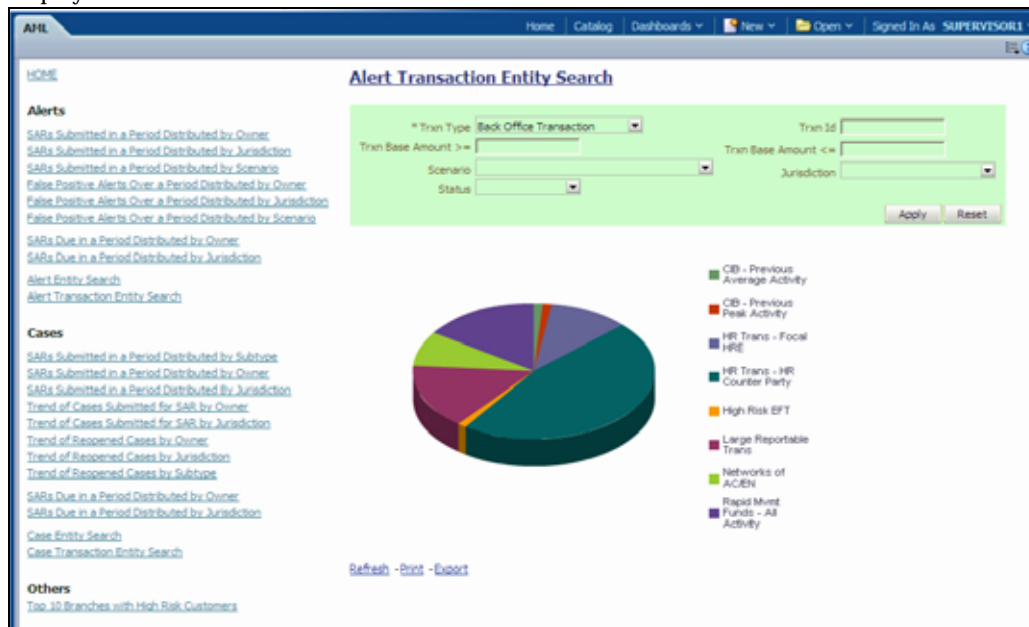 AML
Home
Catalog
Dashboards
New
Open
Signed In As SUPERVISOR1
HOME
Alerts
SARs Submitted in a Period Distributed by Owner
SARs Submitted in a Period Distributed by Jurisdiction
SARs Submitted in a Period Distributed by Scenario
False Positive Alerts Over a Period Distributed by Owner
False Positive Alerts Over a Period Distributed by Jurisdiction
False Positive Alerts Over a Period Distributed by Scenario
SARs Due in a Period Distributed by Owner
SARs Due in a Period Distributed by Jurisdiction
Alert Entity Search
Alert Transaction Entity Search
Cases
SARs Submitted in a Period Distributed by Subtype
SARs Submitted in a Period Distributed by Owner
SARs Submitted in a Period Distributed By Jurisdiction
Trend of Cases Submitted for SAR by Owner
Trend of Cases Submitted for SAR by Jurisdiction
Trend of Reopened Cases by Owner
Trend of Reopened Cases by Jurisdiction
Trend of Reopened Cases by Subtype
SARs Due in a Period Distributed by Owner
SARs Due in a Period Distributed by Jurisdiction
Case Entity Search
Case Transaction Entity Search
Others
Top 10 Branches with High Risk Customers
Alert Transaction Entity Search
* Trxn Type Back Office Transaction
Trxn Id
Trxn Base Amount >=
Trxn Base Amount <=
Scenario
Jurisdiction
Status
Apply
Reset
CIB - Previous
Average Activity
CIB - Previous
Peak Activity
HR Trans - Focal
HRE
HR Trans - HR
Counter Party
High Risk EFT
Large Reportable
Trans
Networks of
AC/EN
Rapid Mvmt
Funds - All
Activity
Refresh - Print - Export